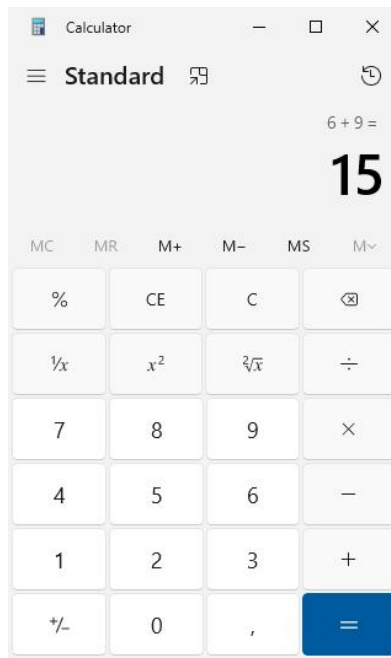 Calculator
Standard
6 + 9 =
15
MC MR M+ M− MS M
% CE C
¹/x x² ²√x ÷
7 8 9 ×
4 5 6 −
1 2 3 +
+/− 0 , =